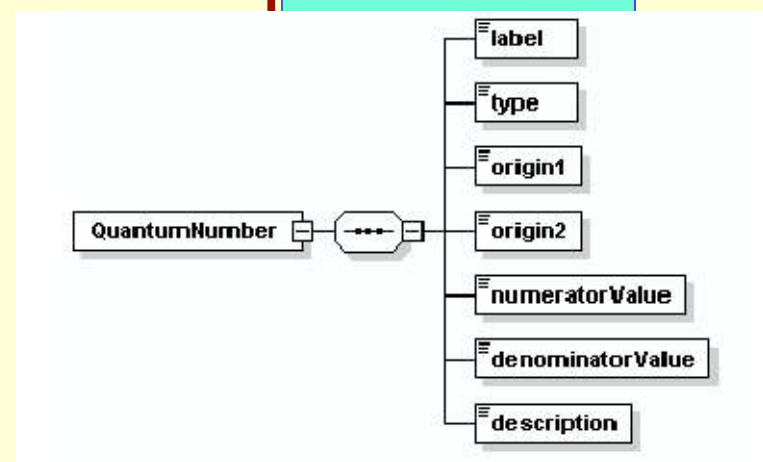 label
type
origin1
QuantumNumber
origin2
numeratorValue
denominatorValue
description